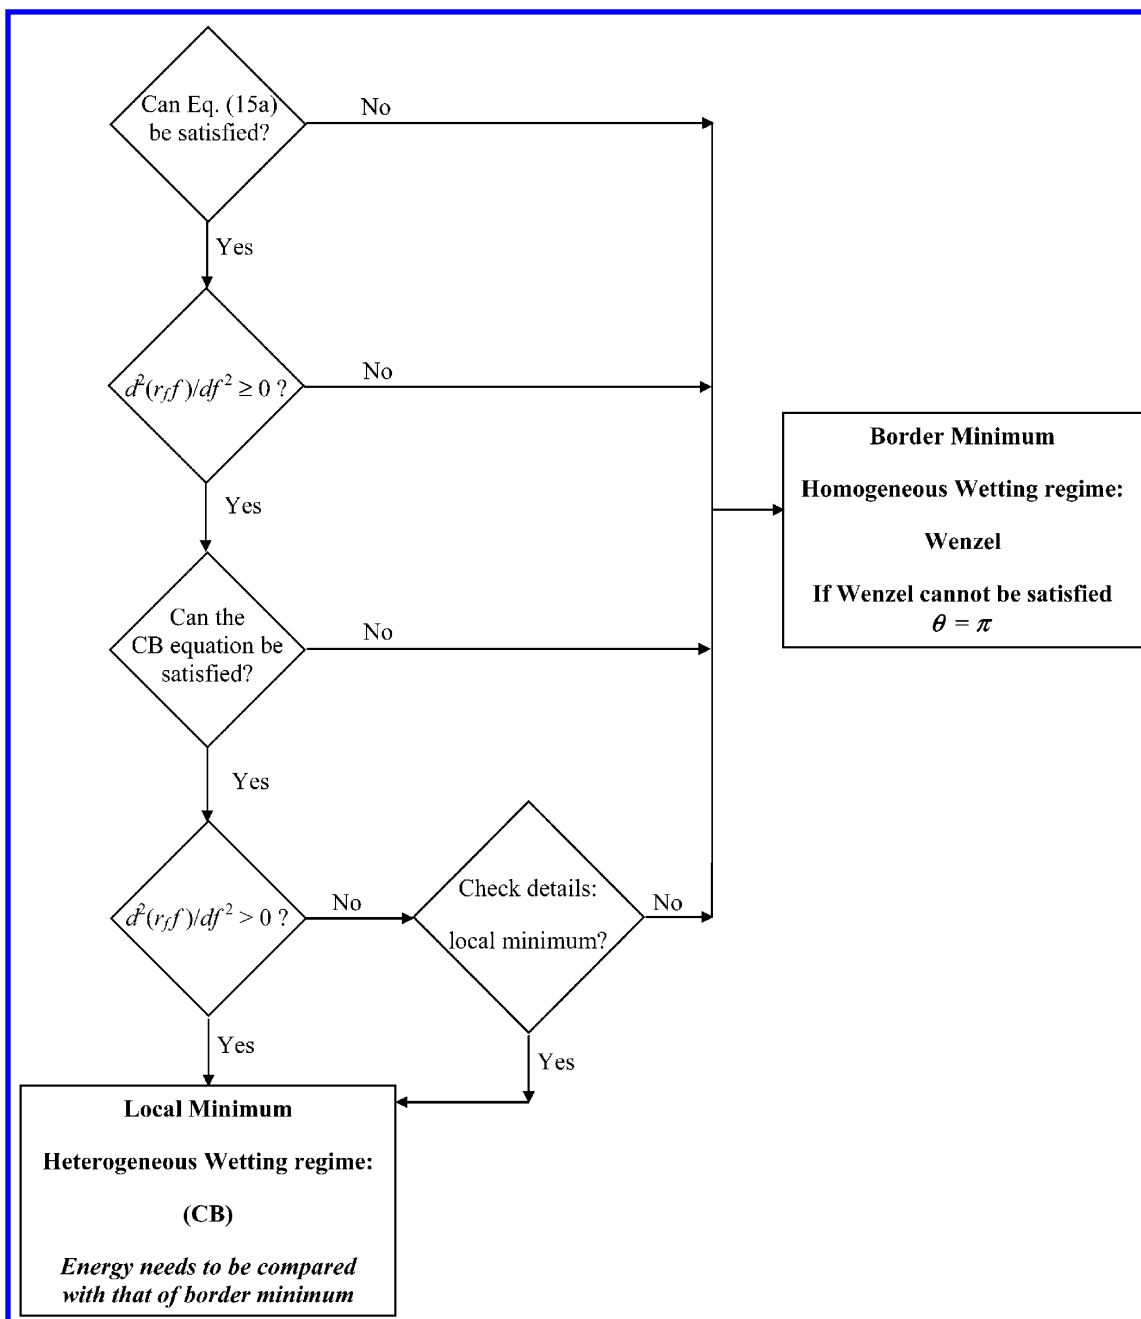 Can Eq. (15a)
be satisfied?
No
Yes
d²(r_f f)/df² ≥ 0 ?
No
Yes
Can the
CB equation be
satisfied?
No
Yes
d²(r_f f)/df² > 0 ?
No
Check details:
local minimum?
No
Yes
Yes
Border Minimum
Homogeneous Wetting regime:
Wenzel
If Wenzel cannot be satisfied
θ = π
Local Minimum
Heterogeneous Wetting regime:
(CB)
Energy needs to be compared
with that of border minimum